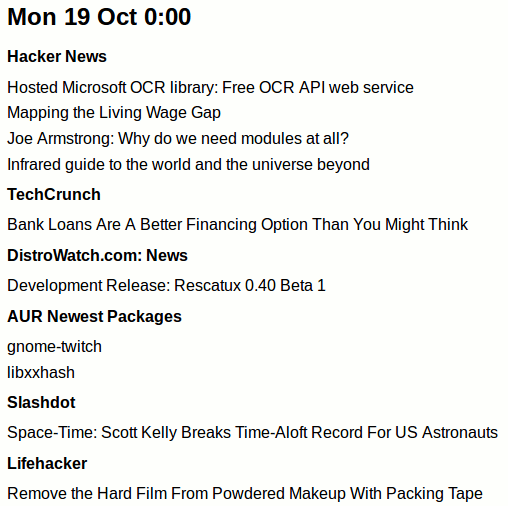 Mon 19 Oct 0:00
Hacker News
Hosted Microsoft OCR library: Free OCR API web service
Mapping the Living Wage Gap
Joe Armstrong: Why do we need modules at all?
Infrared guide to the world and the universe beyond
TechCrunch
Bank Loans Are A Better Financing Option Than You Might Think
DistroWatch.com: News
Development Release: Rescatux 0.40 Beta 1
AUR Newest Packages
gnome-twitch
libxxhash
Slashdot
Space-Time: Scott Kelly Breaks Time-Aloft Record For US Astronauts
Lifehacker
Remove the Hard Film From Powdered Makeup With Packing Tape